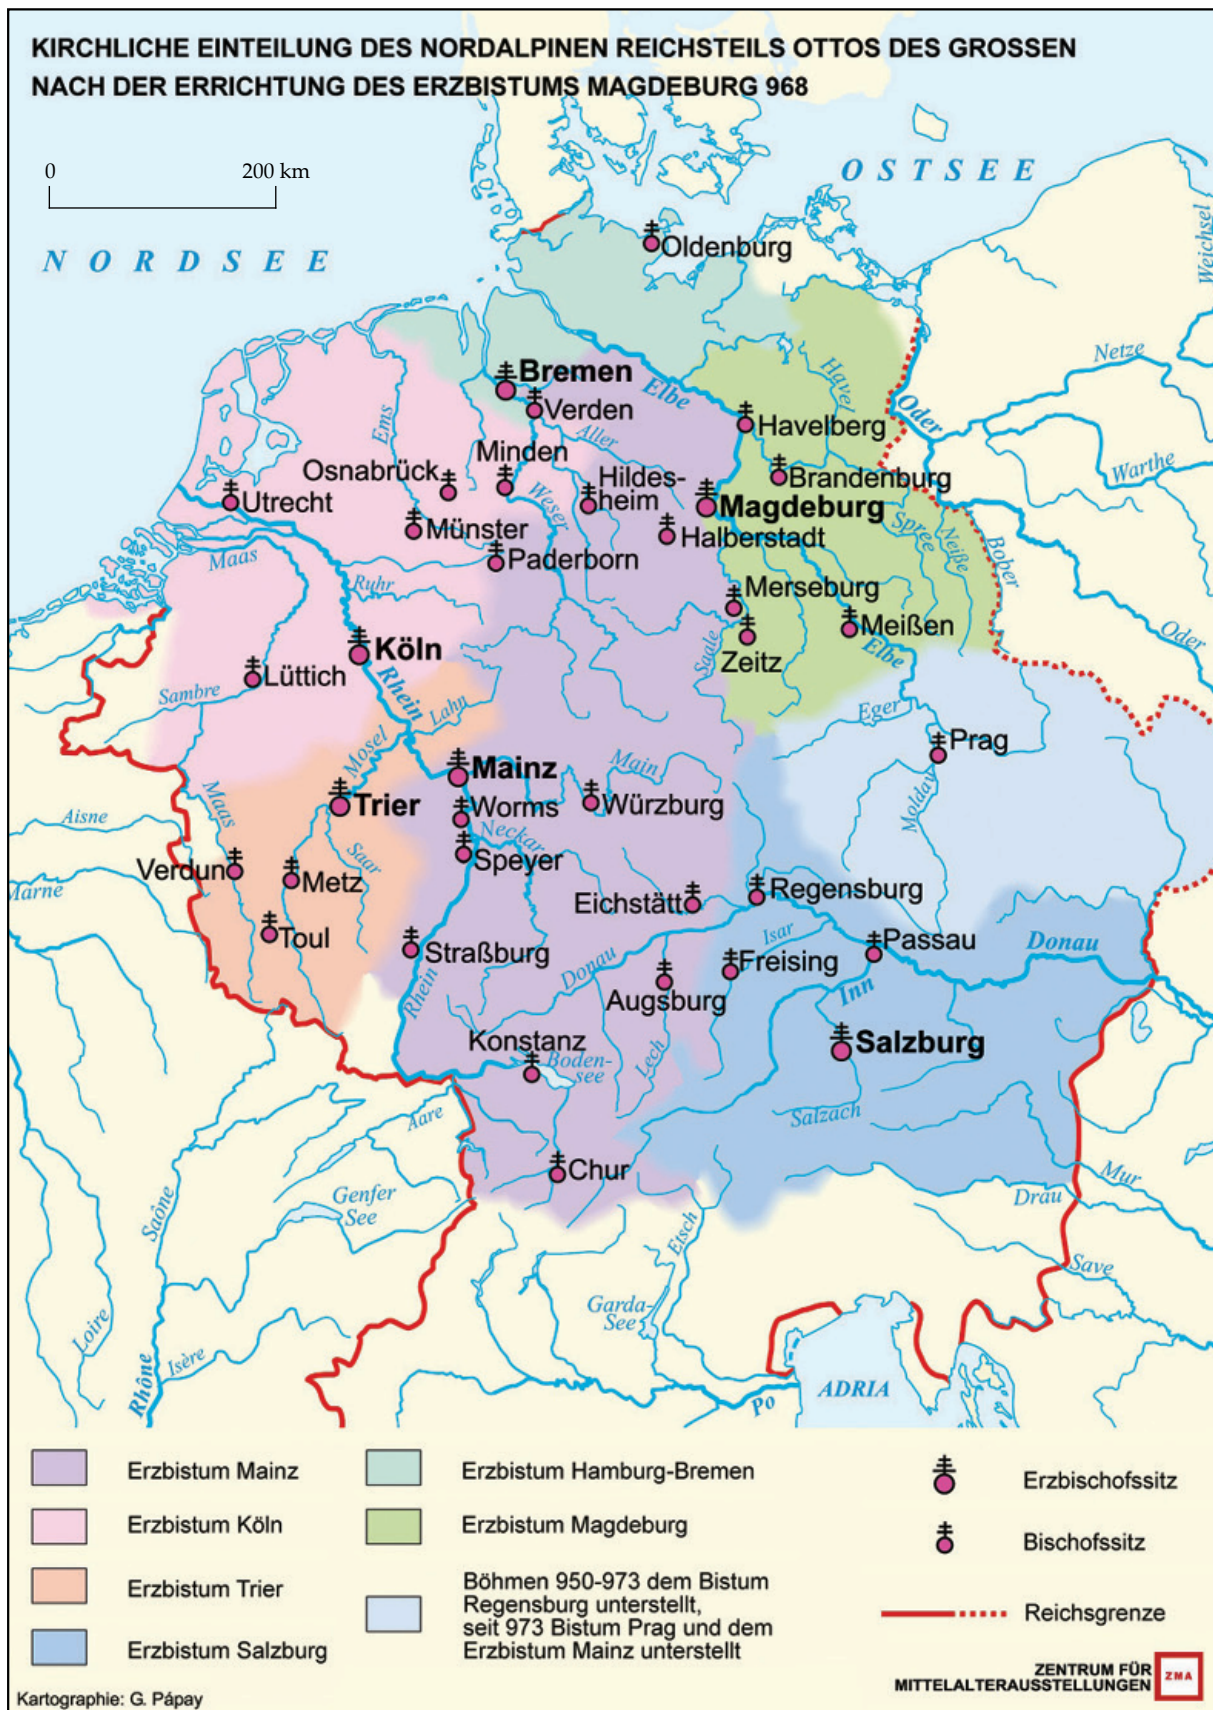 KIRCHLICHE EINTEILUNG DES NORDALPINEN REICHSTEILS OTTOS DES GROSSEN
NACH DER ERRICHTUNG DES ERZBISTUMS MAGDEBURG 968
0 200 km
OSTSEE
NORDSEE
Weichsel
Oldenburg
Netze
Bremen
Elbe
Havel
Oder
Verden
Ems
Aller
Havelberg
Minden
Osnabrück
Hildes-
heim
Brandenburg
Warthe
Utrecht
Weser
Magdeburg
Münster
Halberstadt
Spree
Neiße
Bober
Maas
Paderborn
Ruhr
Merseburg
Meißen
Oder
Köln
Saale
Zeitz
Elbe
Lüttich
Sambre
Rhein
Lahn
Eger
Mosel
Prag
Mainz
Main
Maas
Trier
Worms
Würzburg
Moldau
Aisne
Neckar
Saar
Speyer
Verdun
Metz
Marne
Eichstätt
Regensburg
Toul
Isar
Passau
Donau
Straßburg
Donau
Freising
Rhein
Augsburg
Inn
Konstanz
Salzburg
Boden-
see
Lech
Aare
Salzach
Chur
Mur
Genfer
See
Drau
Saône
Etsch
Save
Garda-
See
Loire
Isère
Rhône
Po
ADRIA
Erzbistum Mainz
Erzbistum Hamburg-Bremen
Erzbischofssitz
Erzbistum Köln
Erzbistum Magdeburg
Bischofssitz
Erzbistum Trier
Böhmen 950-973 dem Bistum
Regensburg unterstellt,
seit 973 Bistum Prag und dem
Erzbistum Mainz unterstellt
Reichsgrenze
Erzbistum Salzburg
ZENTRUM FÜR
MITTELALTERAUSSTELLUNGEN
ZMA
Kartographie: G. Pápay